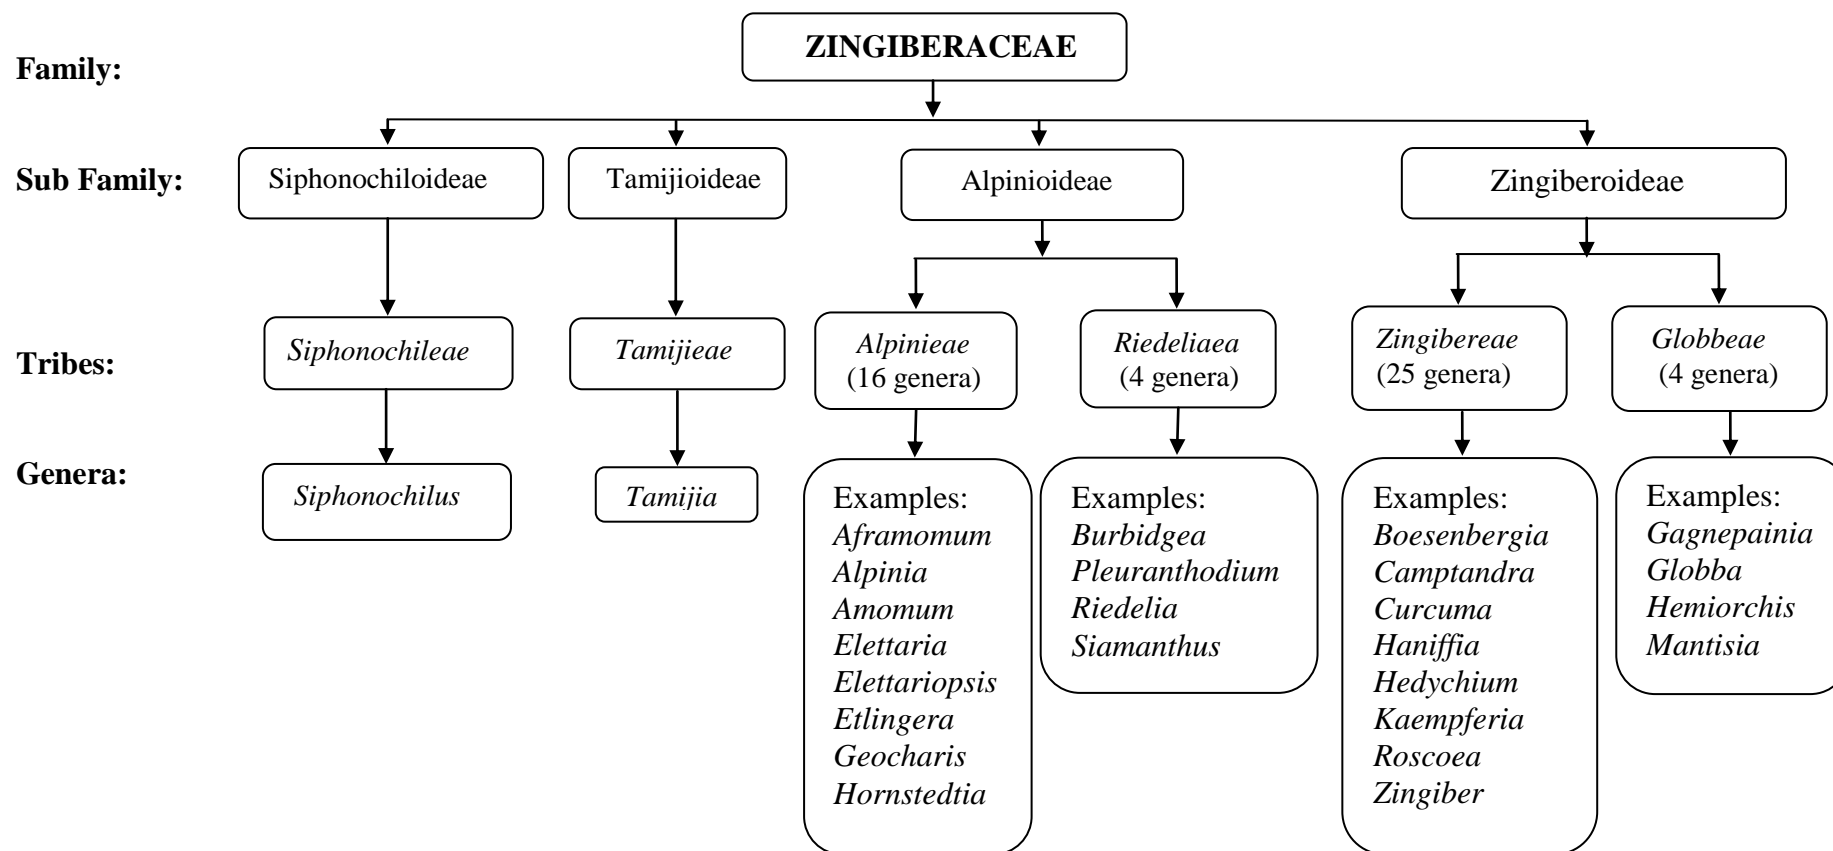 ZINGIBERACEAE
Family:
Sub Family:
Siphonochiloideae
Tamijioideae
Alpinioideae
Zingiberoideae
Tribes:
Siphonochileae
Tamijieae
Alpinieae
(16 genera)
Riedeliaea
(4 genera)
Zingibereae
(25 genera)
Globbeae
(4 genera)
Genera:
Siphonochilus
Tamijia
Examples:
Aframomum
Alpinia
Amomum
Elettaria
Elettariopsis
Etlingera
Geocharis
Hornstedtia
Examples:
Burbidgea
Pleuranthodium
Riedelia
Siamanthus
Examples:
Boesenbergia
Camptandra
Curcuma
Haniffia
Hedychium
Kaempferia
Roscoea
Zingiber
Examples:
Gagnepainia
Globba
Hemiorchis
Mantisia